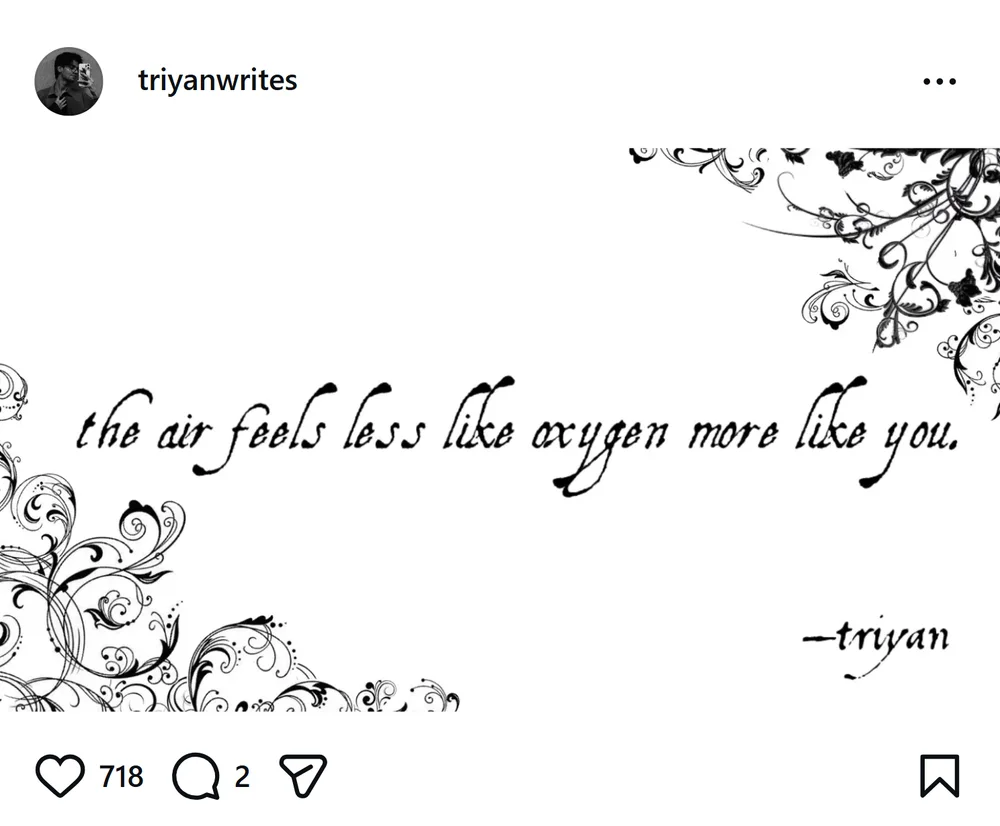 triyanwrites
the air feels less like oxygen more like you.
—triyan
718 2